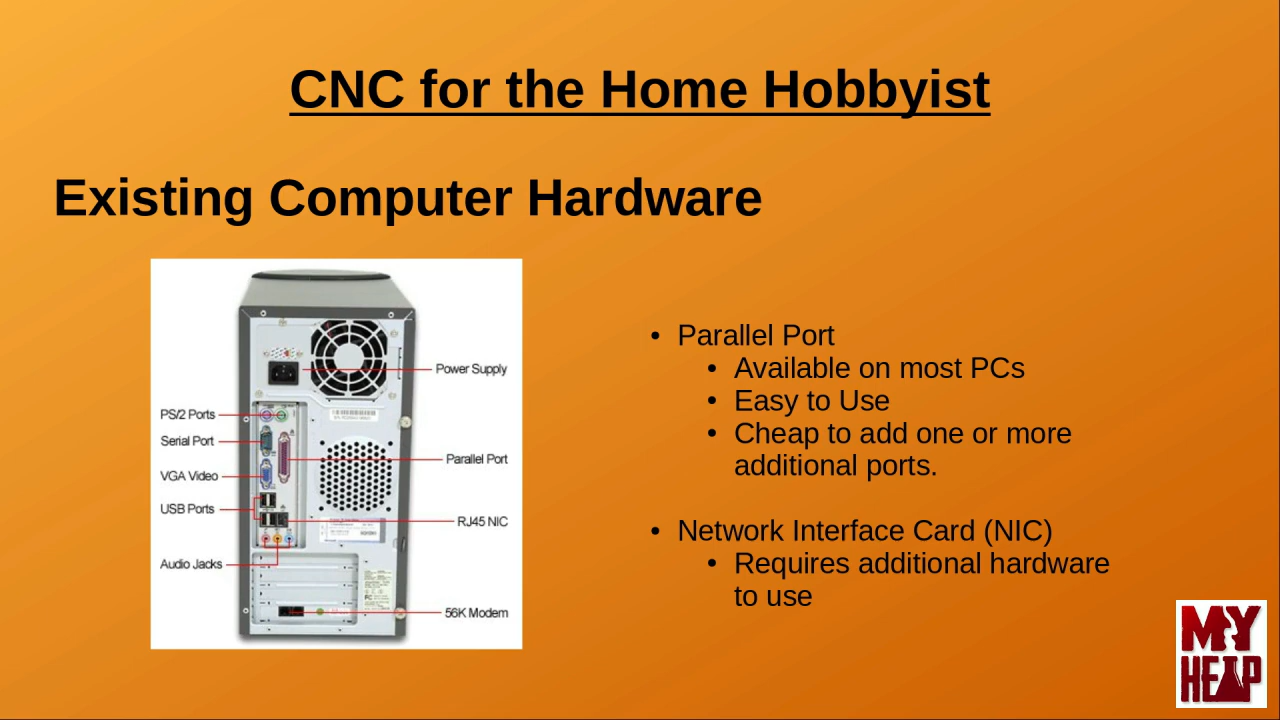 CNC for the Home Hobbyist
Existing Computer Hardware
Power Supply
PS/2 Ports
Serial Port
VGA Video
USB Ports
Audio Jacks
Parallel Port
RJ45 NIC
56K Modem
• Parallel Port
• Available on most PCs
• Easy to Use
• Cheap to add one or more
additional ports.
• Network Interface Card (NIC)
• Requires additional hardware
to use
MY
HEAP